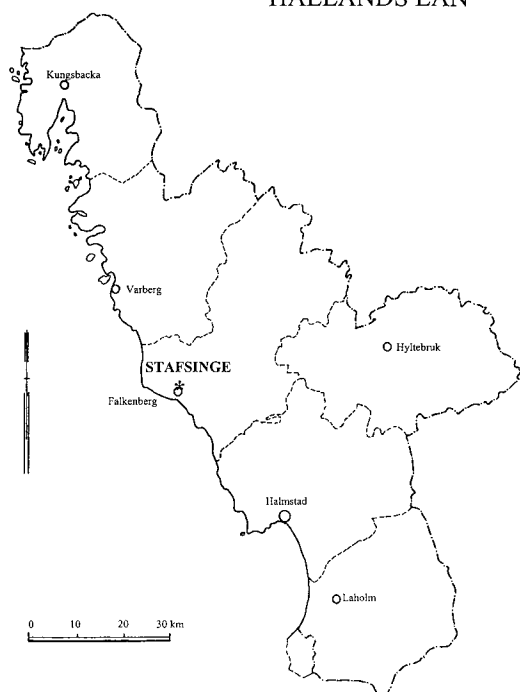 HALLANDS LÄN
Kungsbacka
Varberg
Hyltebruk
STAFSINGE
Falkenberg
Halmstad
Laholm
0 10 20 30 km